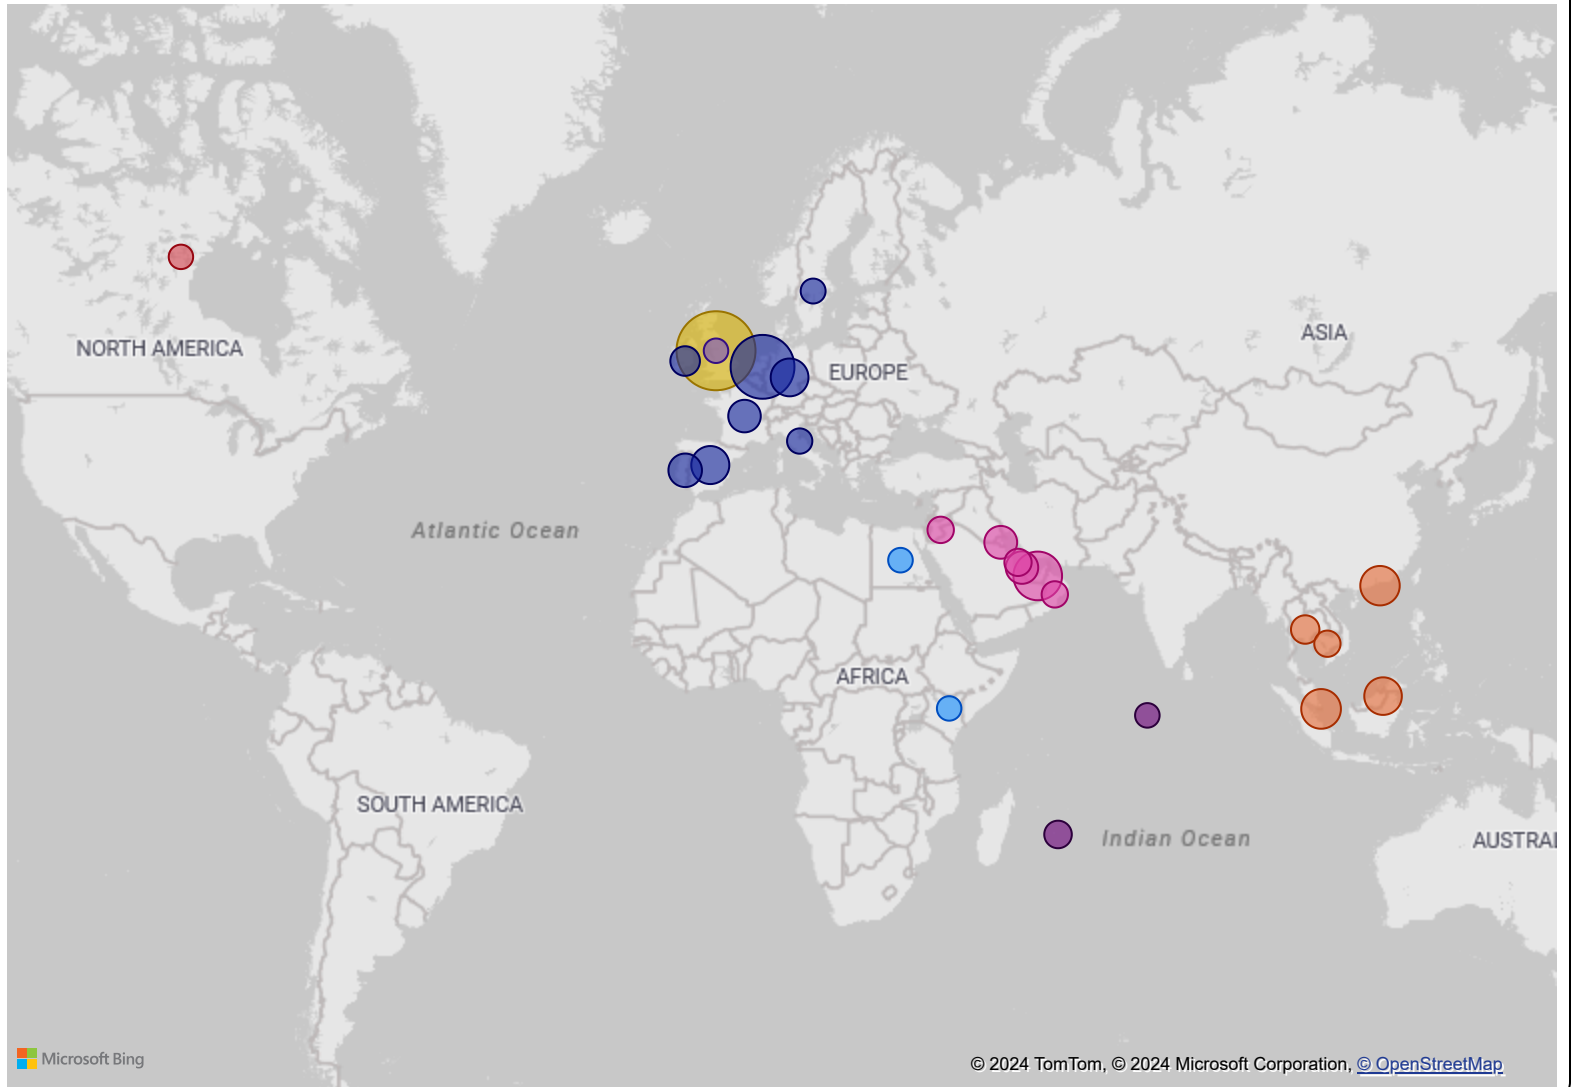 ASIA
NORTH AMERICA
EUROPE
Atlantic Ocean
AFRICA
SOUTH AMERICA
Indian Ocean
AUSTRAL
Microsoft Bing
© 2024 TomTom, © 2024 Microsoft Corporation, © OpenStreetMap